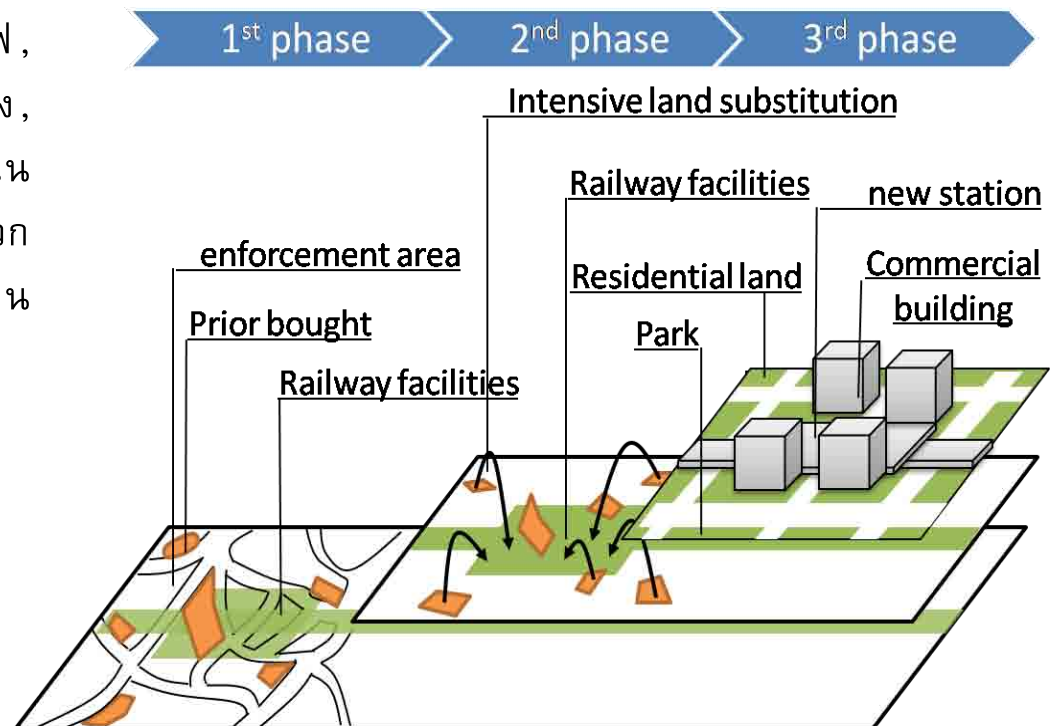 1st phase
2nd phase
3rd phase
Intensive land substitution
Railway facilities
new station
enforcement area
Residential land
Commercial
building
Prior bought
Park
Railway facilities